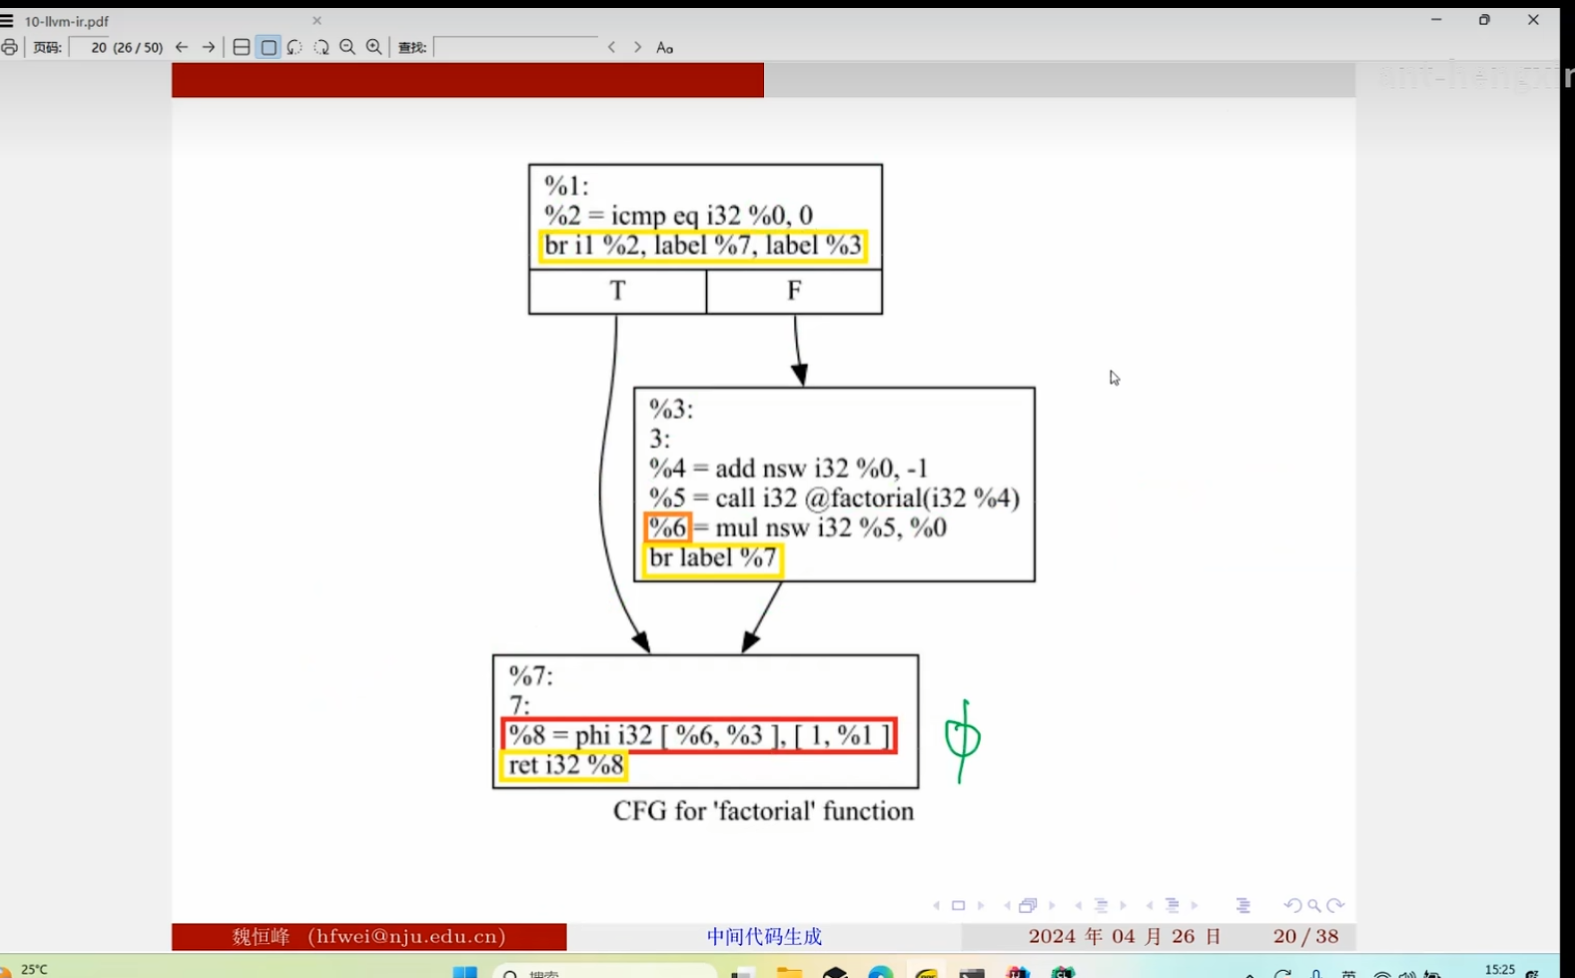 10-llvm-ir.pdf
页码: 20 (26 / 50) 查找: Aa
ant-hengxin
%1:
%2 = icmp eq i32 %0, 0
br i1 %2, label %7, label %3
T F
%3:
3:
%4 = add nsw i32 %0, -1
%5 = call i32 @factorial(i32 %4)
%6 = mul nsw i32 %5, %0
br label %7
%7:
7:
%8 = phi i32 [ %6, %3 ], [ 1, %1 ]
ϕ
ret i32 %8
CFG for 'factorial' function
魏恒峰 (hfwei@nju.edu.cn) 中间代码生成 2024 年 04 月 26 日 20 / 38
25°C 搜索 英 15:25